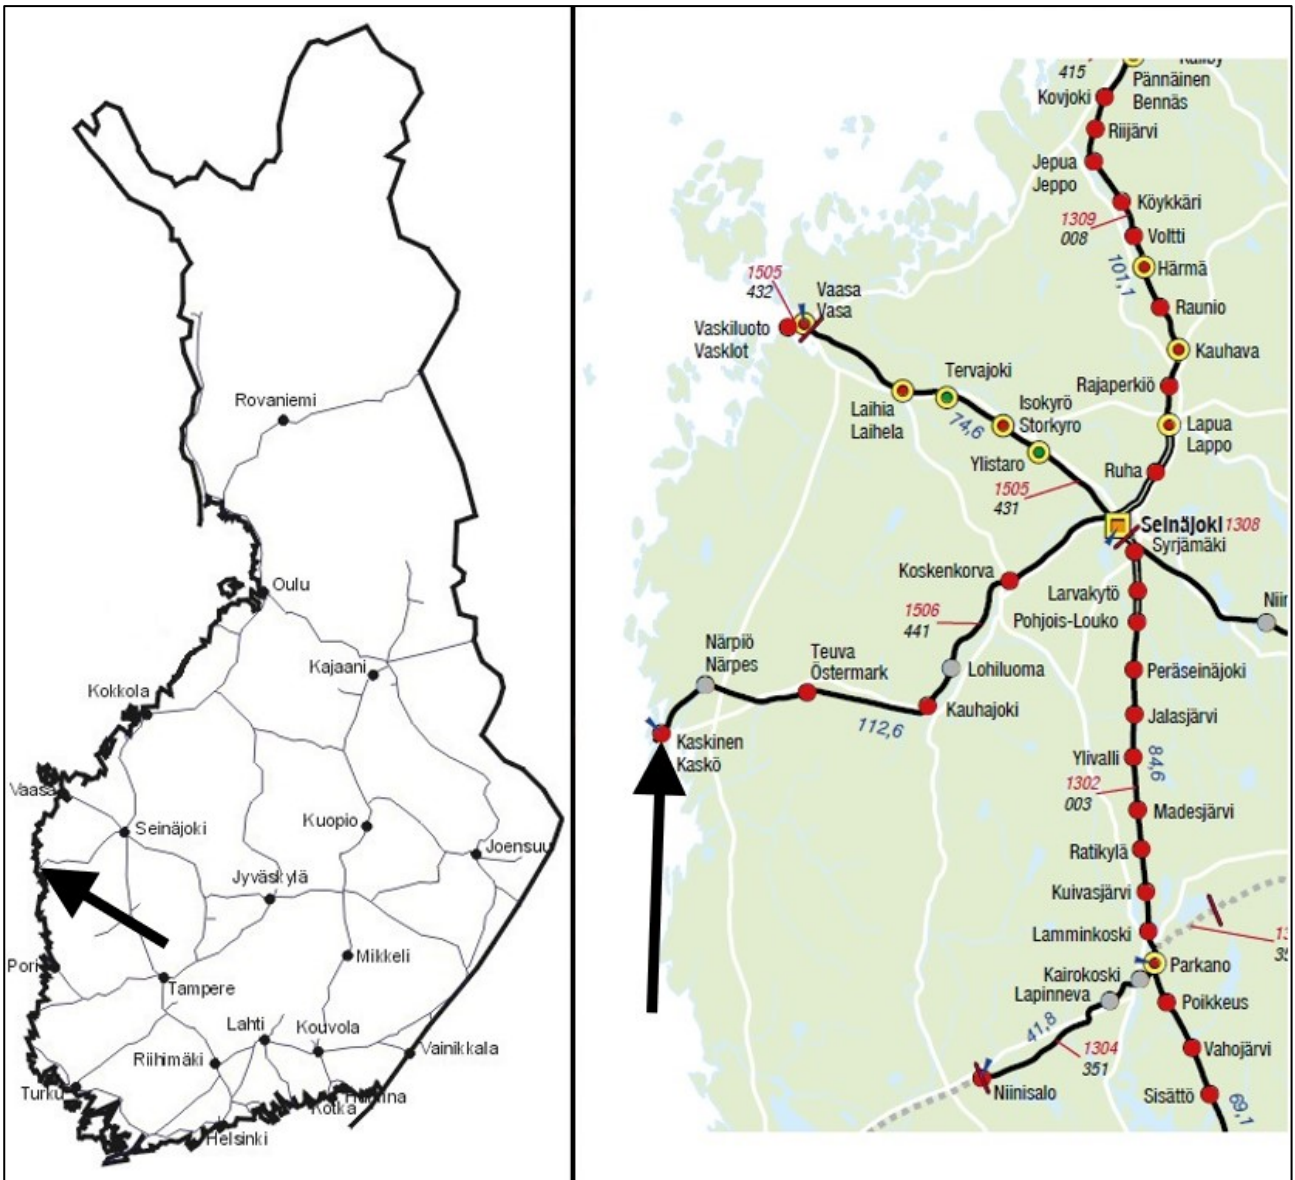 Rovaniemi
Oulu
Kajaani
Kokkola
Vaasa
Seinäjoki
Kuopio
Joensuu
Jyväskylä
Mikkeli
Pori
Tampere
Lahti
Kouvola
Riihimäki
Vainikkala
Turku
Kotka
Helsinki
415
Pännäinen
Bennäs
Kovjoki
Riijärvi
Jepua
Jeppo
Köykkäri
1309
008
Voltti
101,1
Härmä
1505
432
Vaasa
Vasa
Raunio
Vaskiluoto
Vasklot
Kauhava
Tervajoki
Rajaperkiö
Laihia
Laihela
74,6
Isokyrö
Storkyro
Lapua
Lappo
Ylistaro
Ruha
1505
431
Seinäjoki 1308
Syrjämäki
Koskenkorva
Larvakytö
1506
441
Pohjois-Louko
Närpiö
Närpes
Teuva
Östermark
Lohiluoma
Peräseinäjoki
Kauhajoki
Jalasjärvi
112,6
Kaskinen
Kaskö
Ylivalli
84,6
1302
003
Madesjärvi
Ratikylä
Kuivasjärvi
Lamminkoski
Kairokoski
Lapinneva
Parkano
Poikkeus
41,8
1304
351
Vahojärvi
Niinisalo
Sisättö
69,1